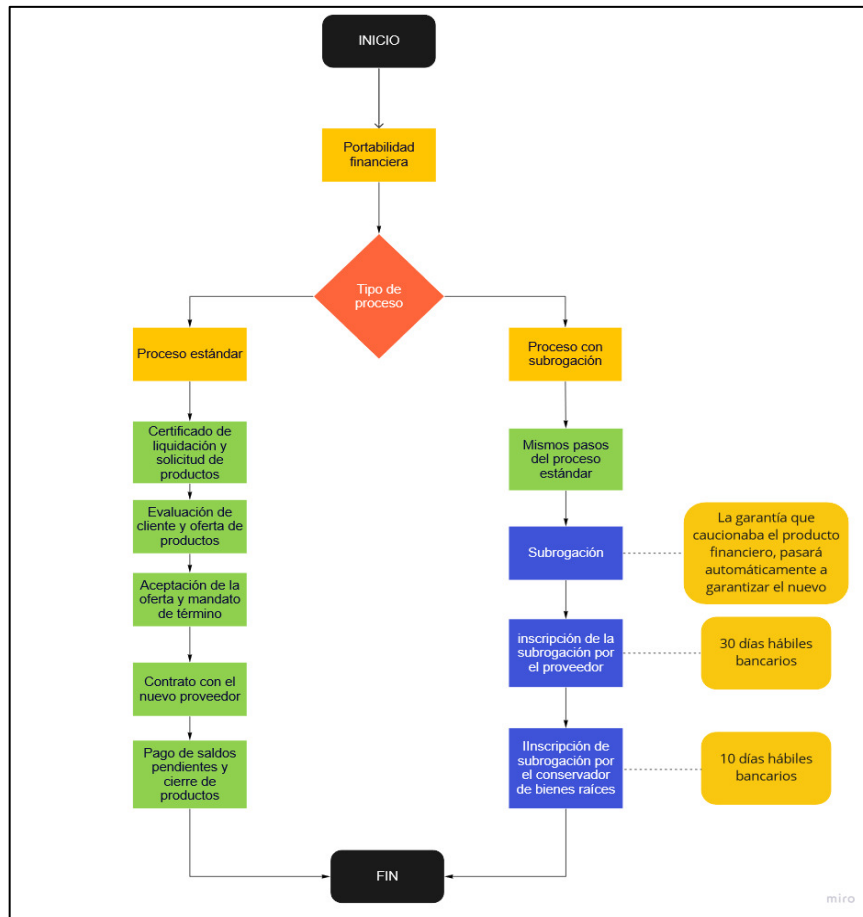 INICIO
Portabilidad
financiera
Tipo de
proceso
Proceso estándar
Certificado de
liquidación y
solicitud de
productos
Evaluación de
cliente y oferta de
productos
Aceptación de la
oferta y mandato de
término
Contrato con el
nuevo proveedor
Pago de saldos
pendientes y
cierre de
productos
Proceso con
subrogación
Mismos pasos
del proceso
estándar
Subrogación
La garantía que
caucionaba el producto
financiero, pasará
automáticamente a
garantizar el nuevo
inscripción de la
subrogación por
el proveedor
30 días hábiles
bancarios
IInscripción de
subrogación por
el conservador
de bienes raíces
10 días hábiles
bancarios
FIN
miro